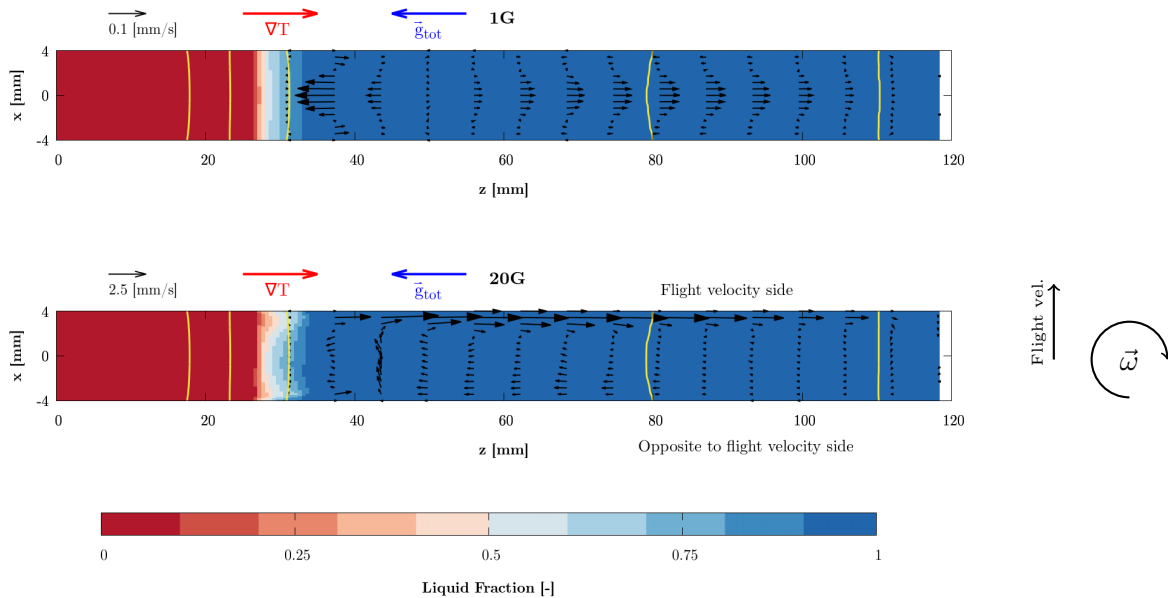 0.1 [mm/s]
∇T
g⃗tot
1G
x [mm]
4
0
-4
0 20 40 60 80 100 120
z [mm]
2.5 [mm/s]
∇T
g⃗tot
20G
Flight velocity side
x [mm]
4
0
-4
0 20 40 60 80 100 120
z [mm]
Opposite to flight velocity side
Flight vel.
ω⃗
0 0.25 0.5 0.75 1
Liquid Fraction [-]